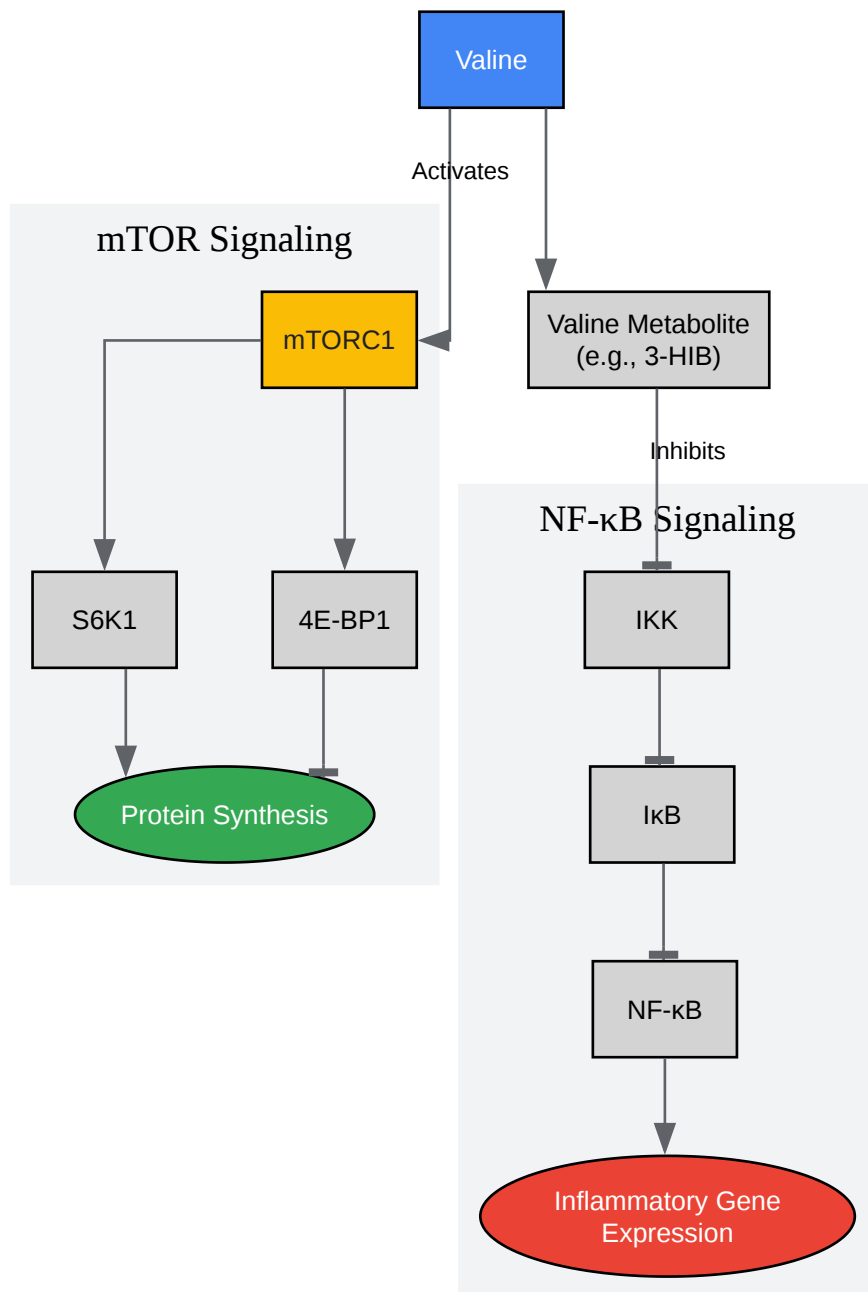 Valine
Activates
mTOR Signaling
mTORC1
Valine Metabolite
(e.g., 3-HIB)
Inhibits
NF-κB Signaling
S6K1
4E-BP1
IKK
Protein Synthesis
IκB
NF-κB
Inflammatory Gene
Expression